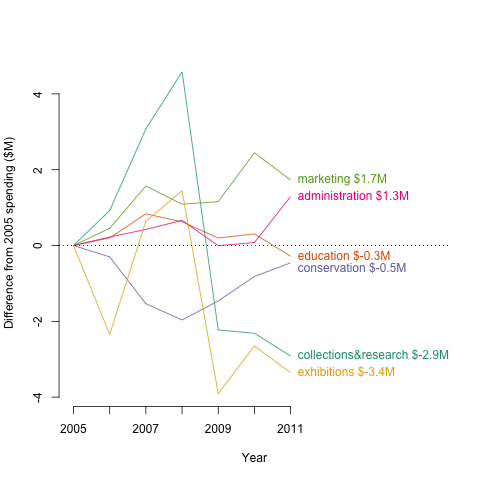 Difference from 2005 spending ($M)
4
2
0
-2
-4
marketing $1.7M
administration $1.3M
education $-0.3M
conservation $-0.5M
collections&research $-2.9M
exhibitions $-3.4M
2005
2007
2009
2011
Year